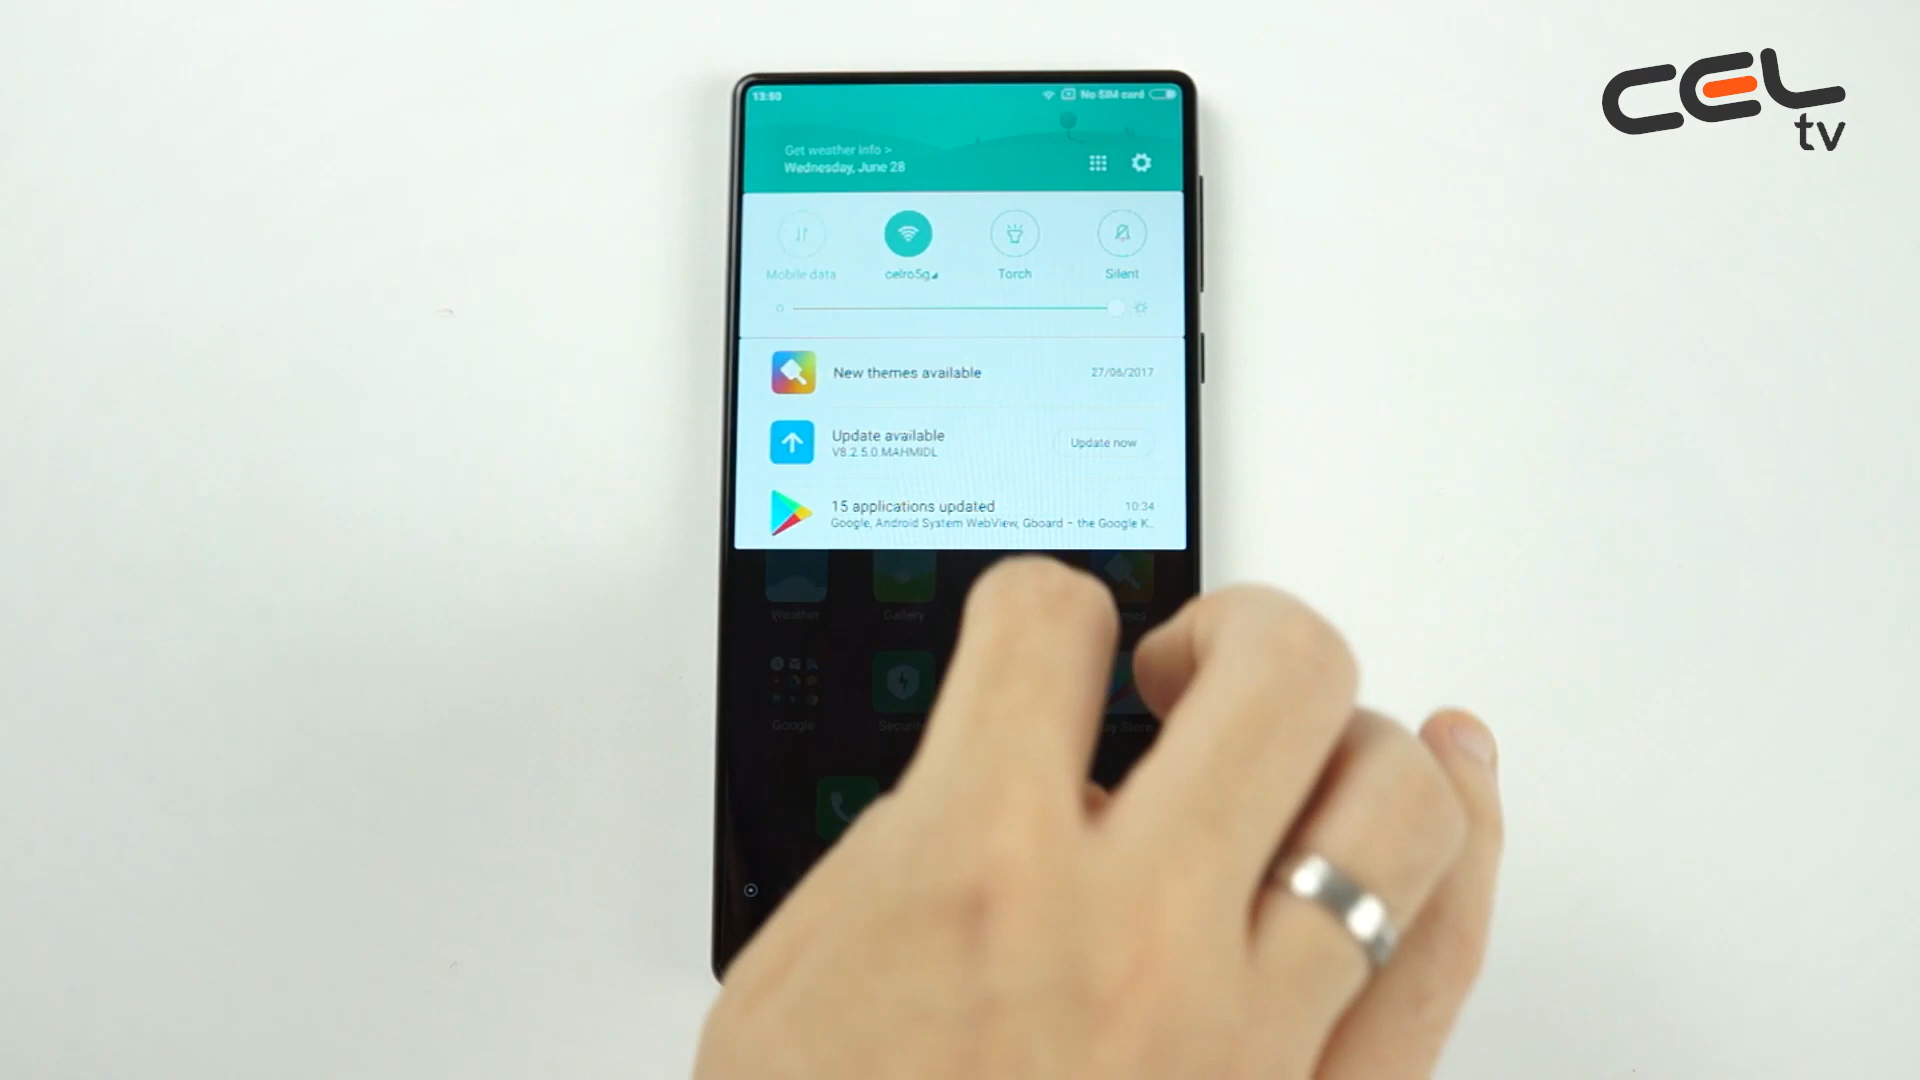 CEL
tv
13:50
No SIM card
Get weather info >
Wednesday, June 28
Mobile data
celro5g
Torch
Silent
New themes available
27/06/2017
Update available
V8.2.5.0.MAHMIDL
Update now
15 applications updated
10:34
Google, Android System WebView, Gboard - the Google K...
Weather
Gallery
Google